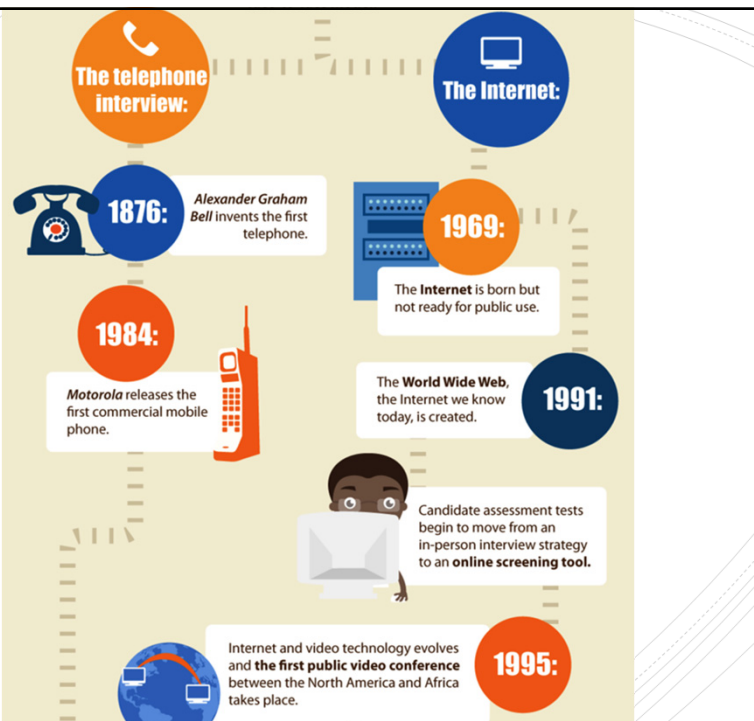 The telephone
interview:
1876:
Alexander Graham
Bell invents the first
telephone.
1984:
Motorola releases the
first commercial mobile
phone.
The Internet:
1969:
The Internet is born but
not ready for public use.
The World Wide Web,
the Internet we know
today, is created.
1991:
Candidate assessment tests
begin to move from an
in-person interview strategy
to an online screening tool.
Internet and video technology evolves
and the first public video conference
between the North America and Africa
takes place.
1995: